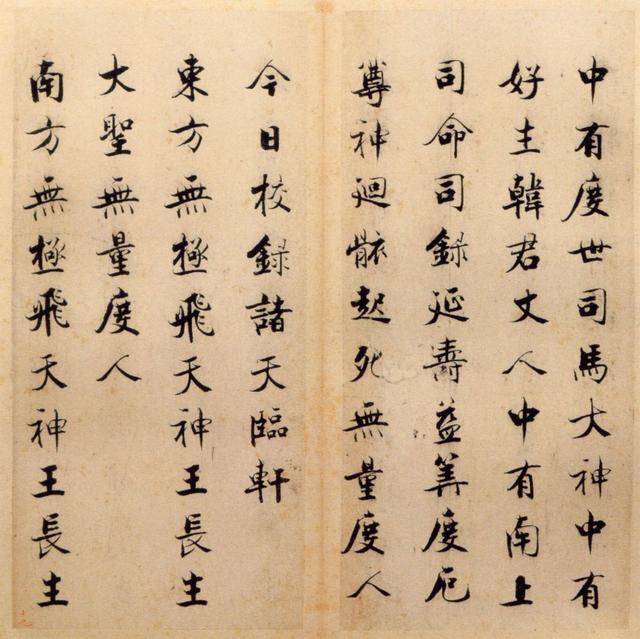 中有度世司馬大神中有
好生韓君丈人中有南上
司命司錄延壽益筭度厄
尊神迴骸起死無量度人
今日校錄諸天臨軒
東方無極飛天神王長生
大聖無量度人
南方無極飛天神王長生